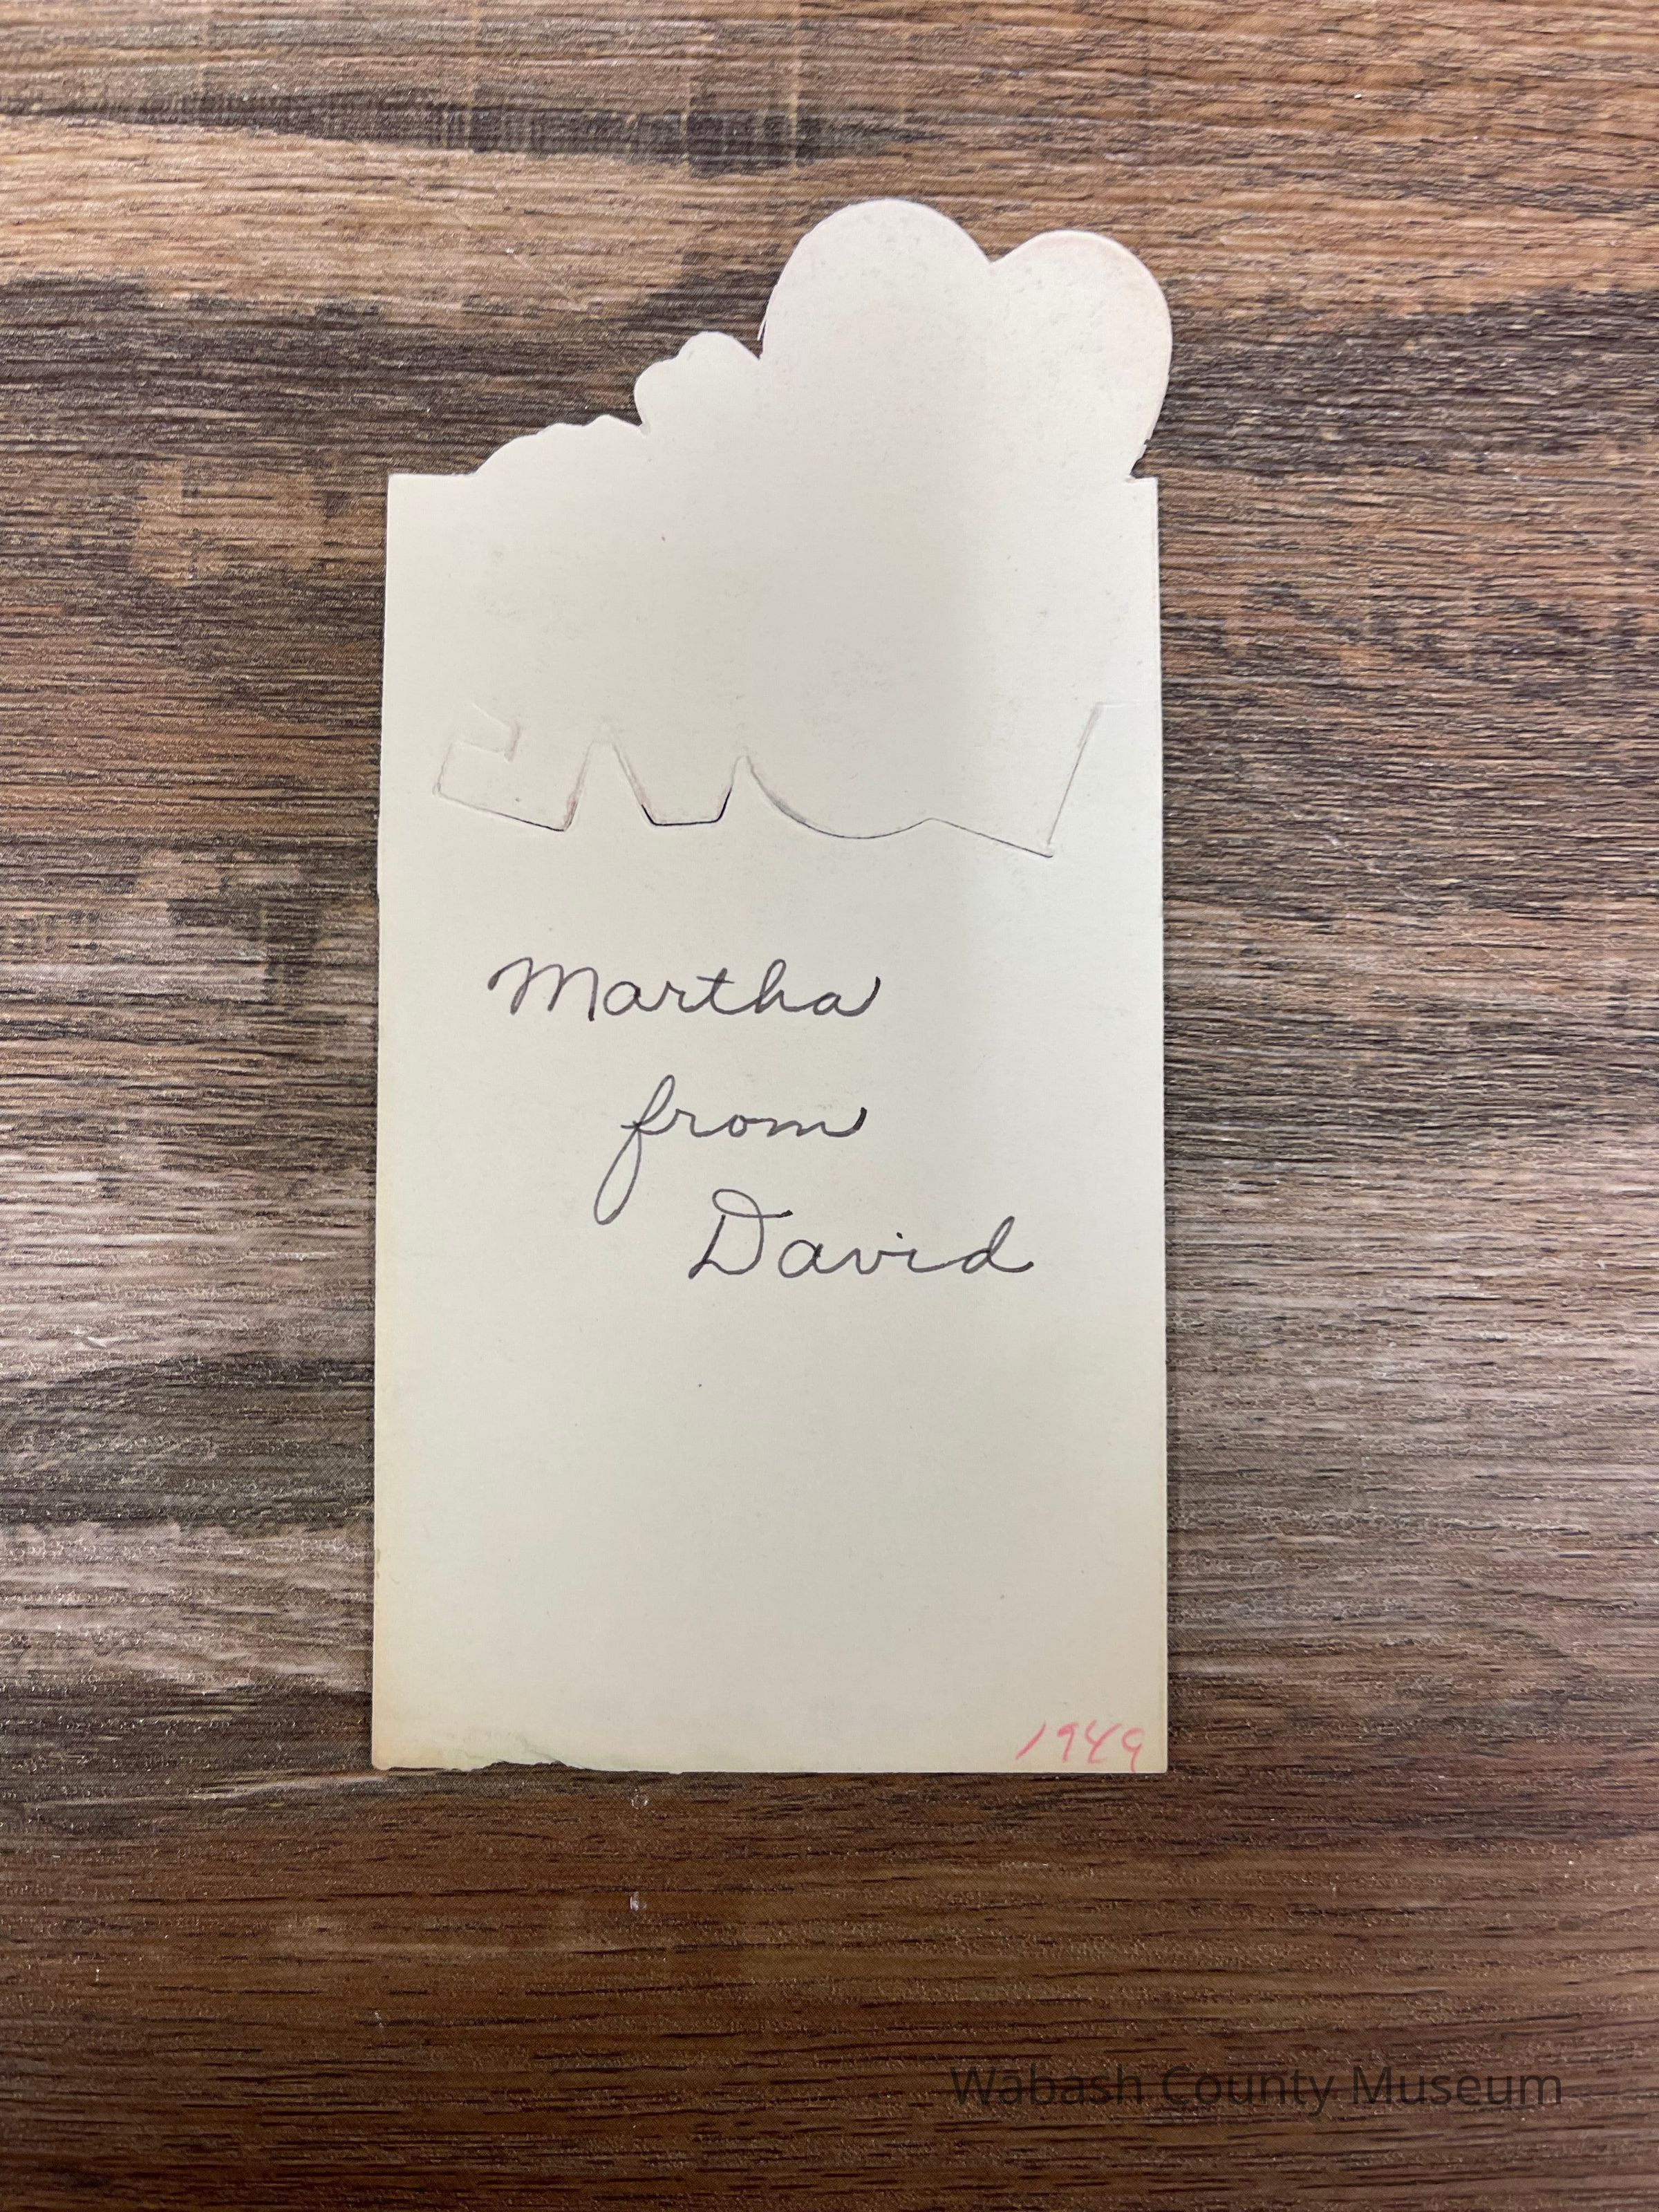 Martha
from
David
1949
Wabash County Museum